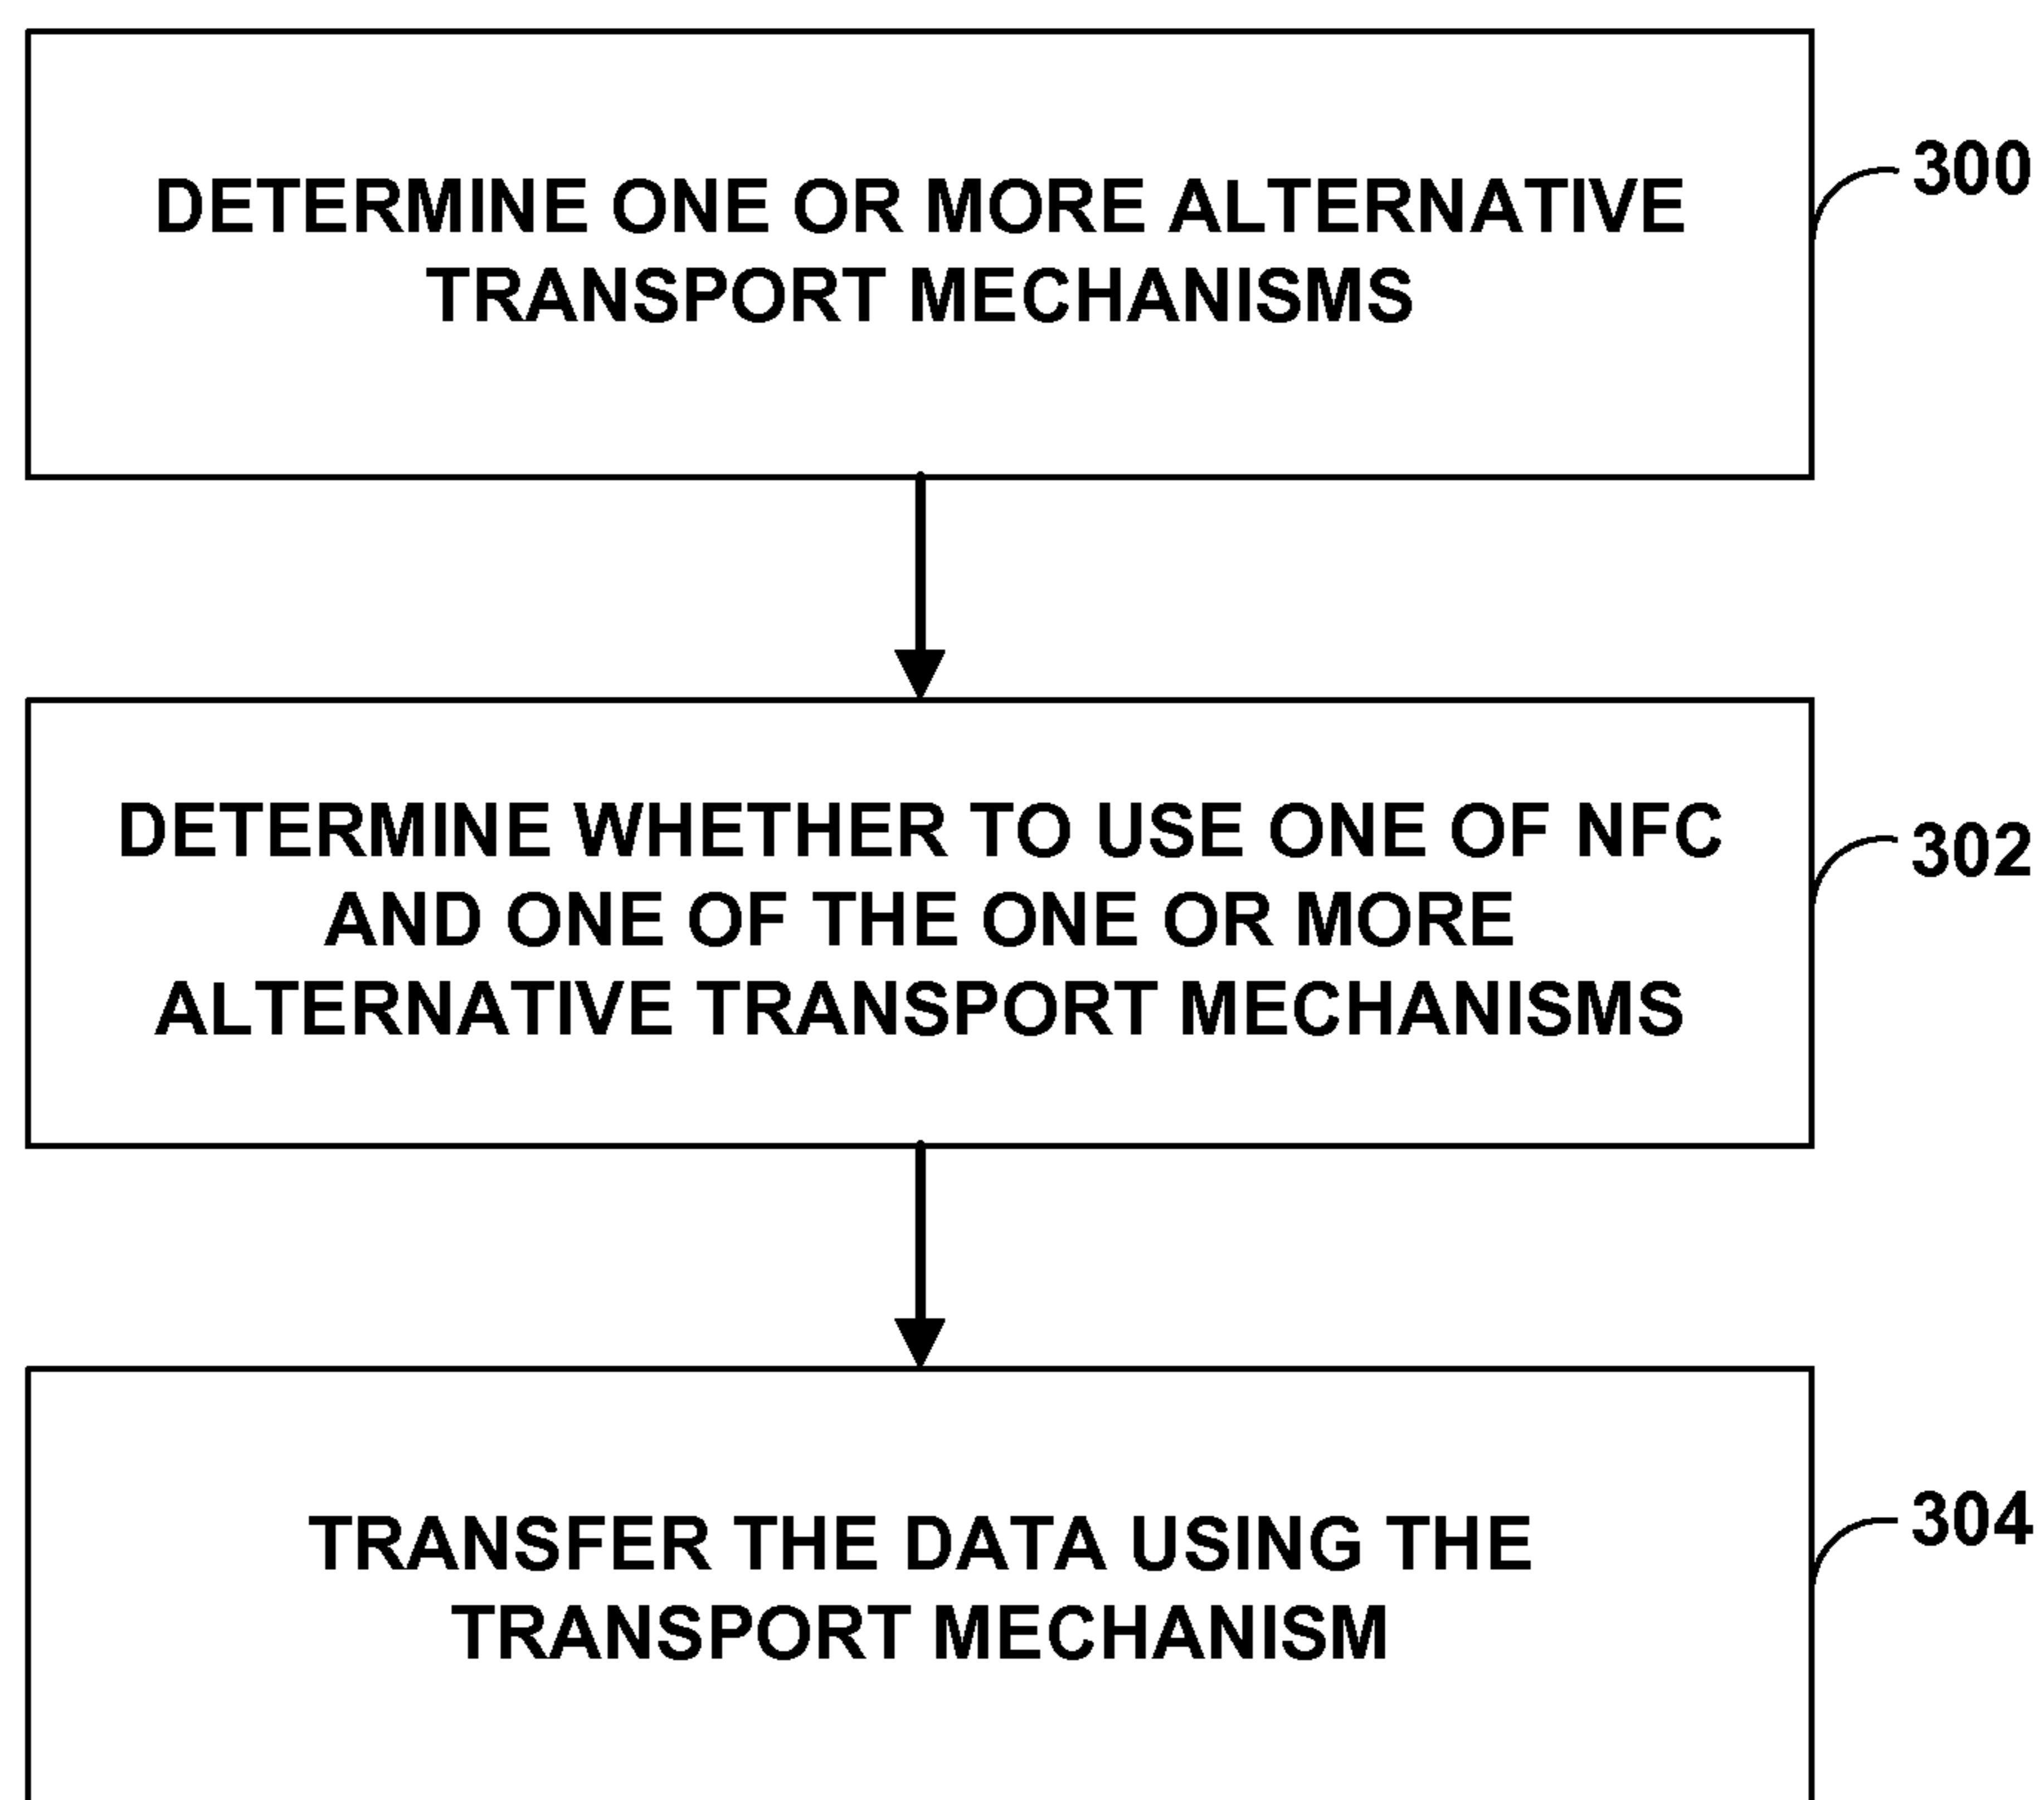 DETERMINE ONE OR MORE ALTERNATIVE
TRANSPORT MECHANISMS
300
DETERMINE WHETHER TO USE ONE OF NFC
AND ONE OF THE ONE OR MORE
ALTERNATIVE TRANSPORT MECHANISMS
302
TRANSFER THE DATA USING THE
TRANSPORT MECHANISM
304